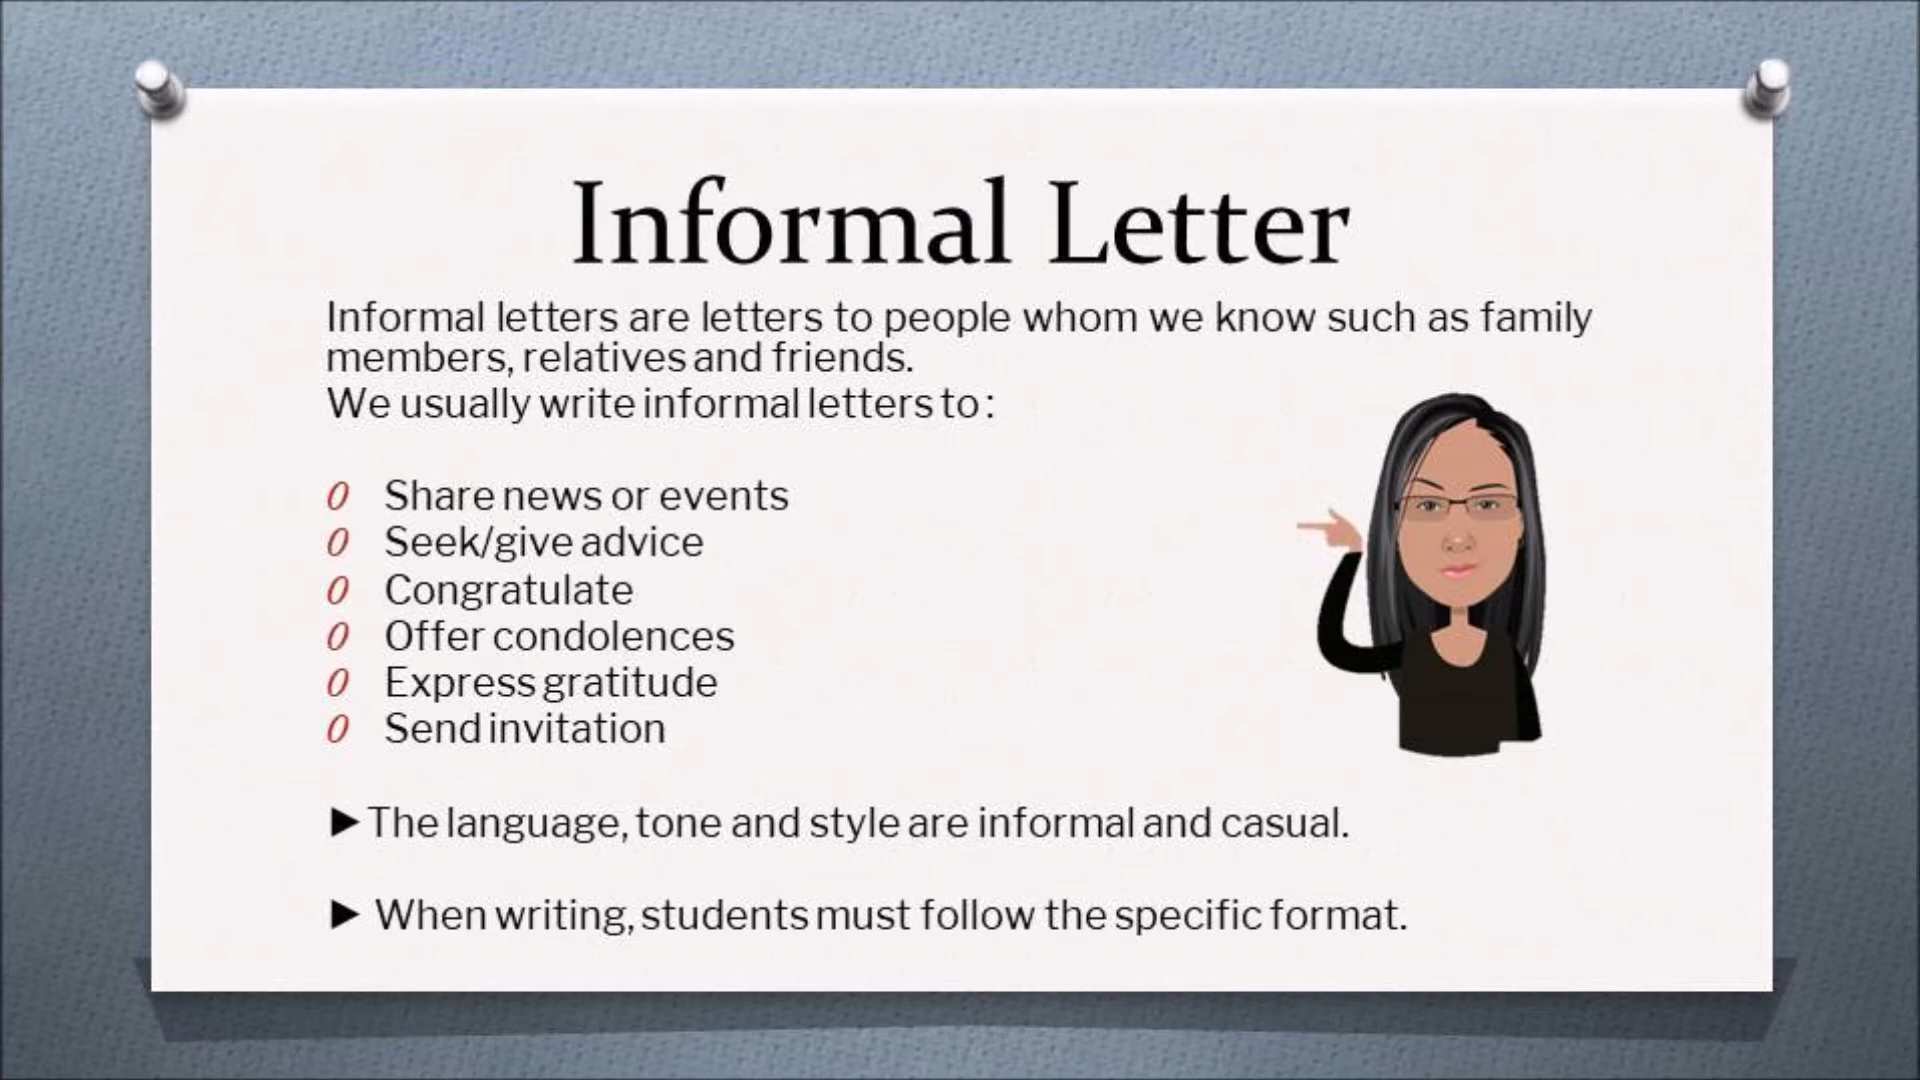 Informal Letter
Informal letters are letters to people whom we know such as family
members, relatives and friends.
We usually write informal letters to :
0 Share news or events
0 Seek/give advice
0 Congratulate
0 Offer condolences
0 Express gratitude
0 Send invitation
►The language, tone and style are informal and casual.
► When writing, students must follow the specific format.